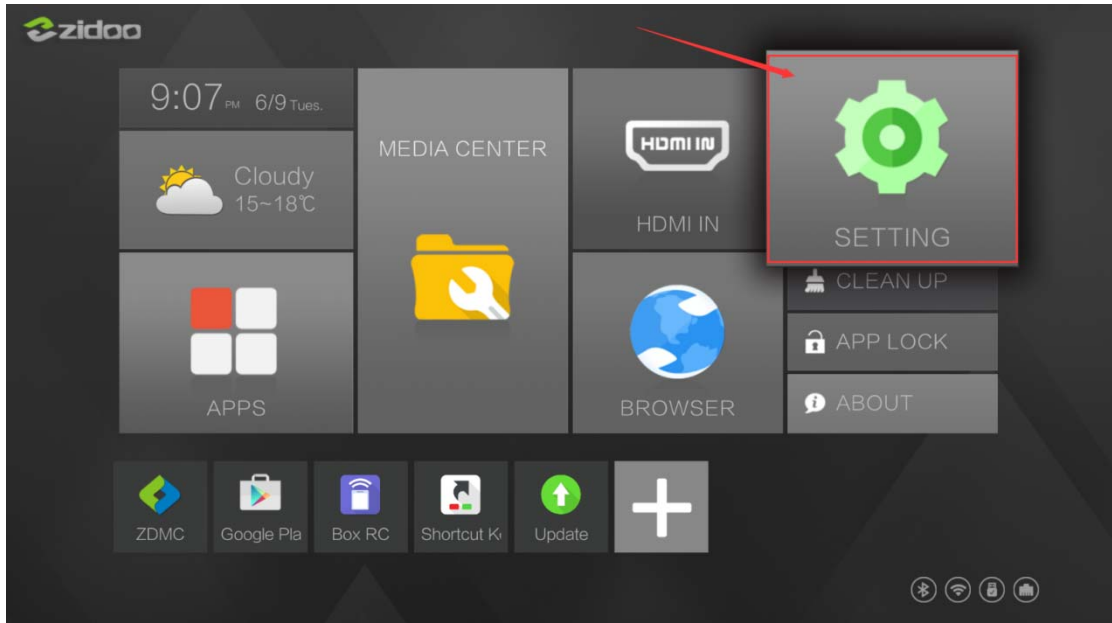 zidoo
9:07 PM 6/9 Tues.
Cloudy
15~18℃
MEDIA CENTER
HDMI IN
HDMI IN
SETTING
APPS
BROWSER
CLEAN UP
APP LOCK
ABOUT
ZDMC
Google Pla
Box RC
Shortcut K
Update